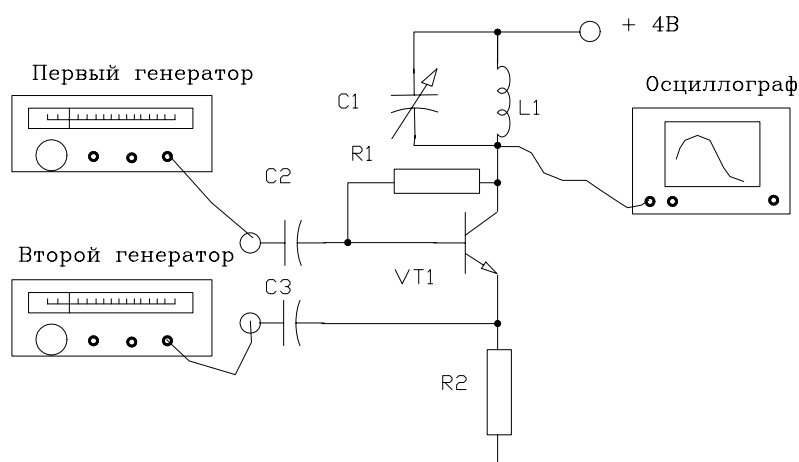 + 4В
Первый генератор
Осциллограф
C1
L1
R1
C2
Второй генератор
VT1
C3
R2